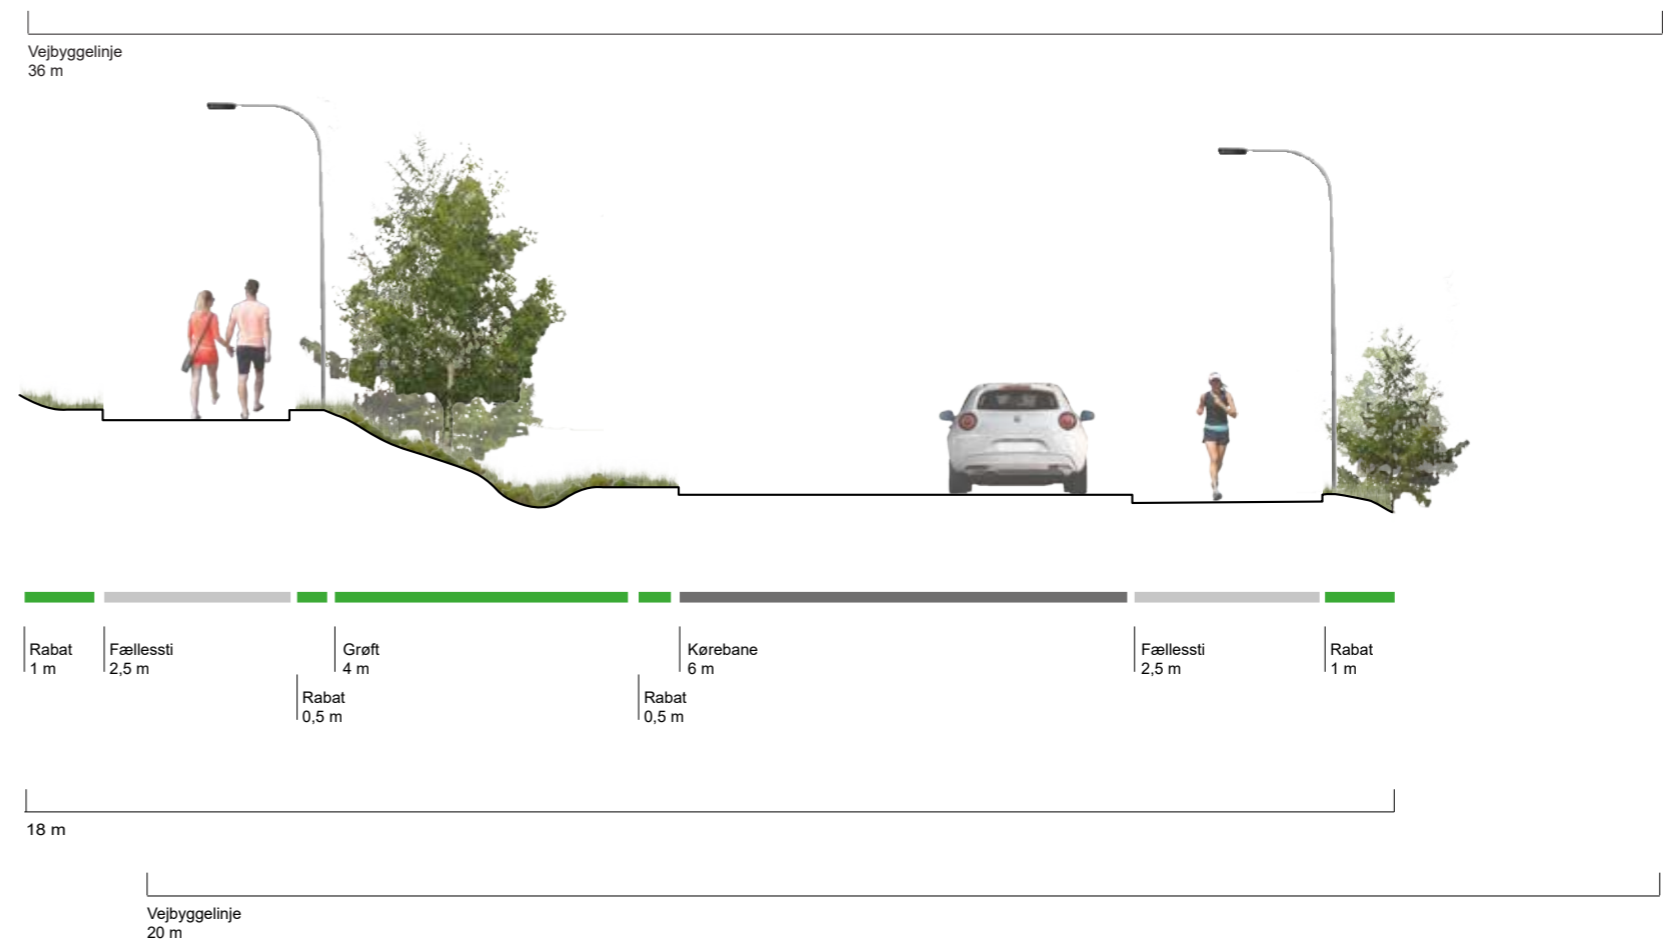 Vejbyggelinje
36 m
Rabat
1 m
Fællessti
2,5 m
Rabat
0,5 m
Grøft
4 m
Rabat
0,5 m
Kørebane
6 m
Fællessti
2,5 m
Rabat
1 m
18 m
Vejbyggelinje
20 m